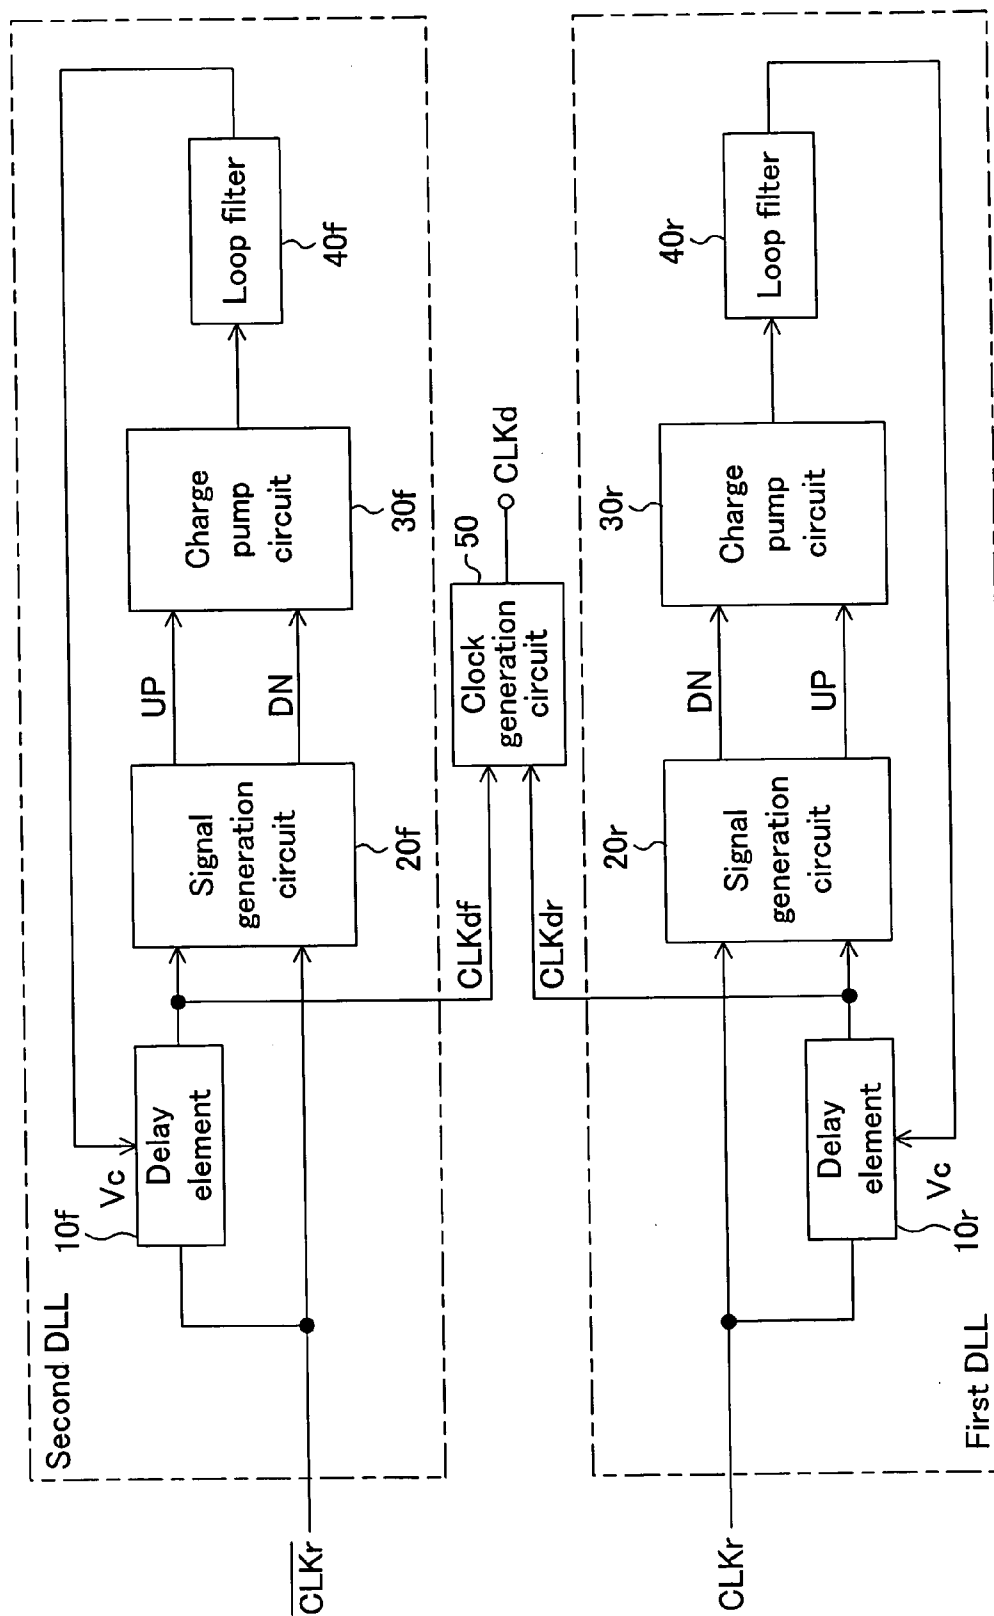 Second DLL
10f
Vc
Delay
element
Signal
generation
circuit
20f
UP
DN
Charge
pump
circuit
30f
Loop filter
40f
C̅L̅K̅r̅
CLKdf
CLKdr
Clock
generation
circuit
50
CLKd
CLKr
20r
Signal
generation
circuit
DN
UP
30r
Charge
pump
circuit
40r
Loop filter
Delay
element
Vc
10r
First DLL